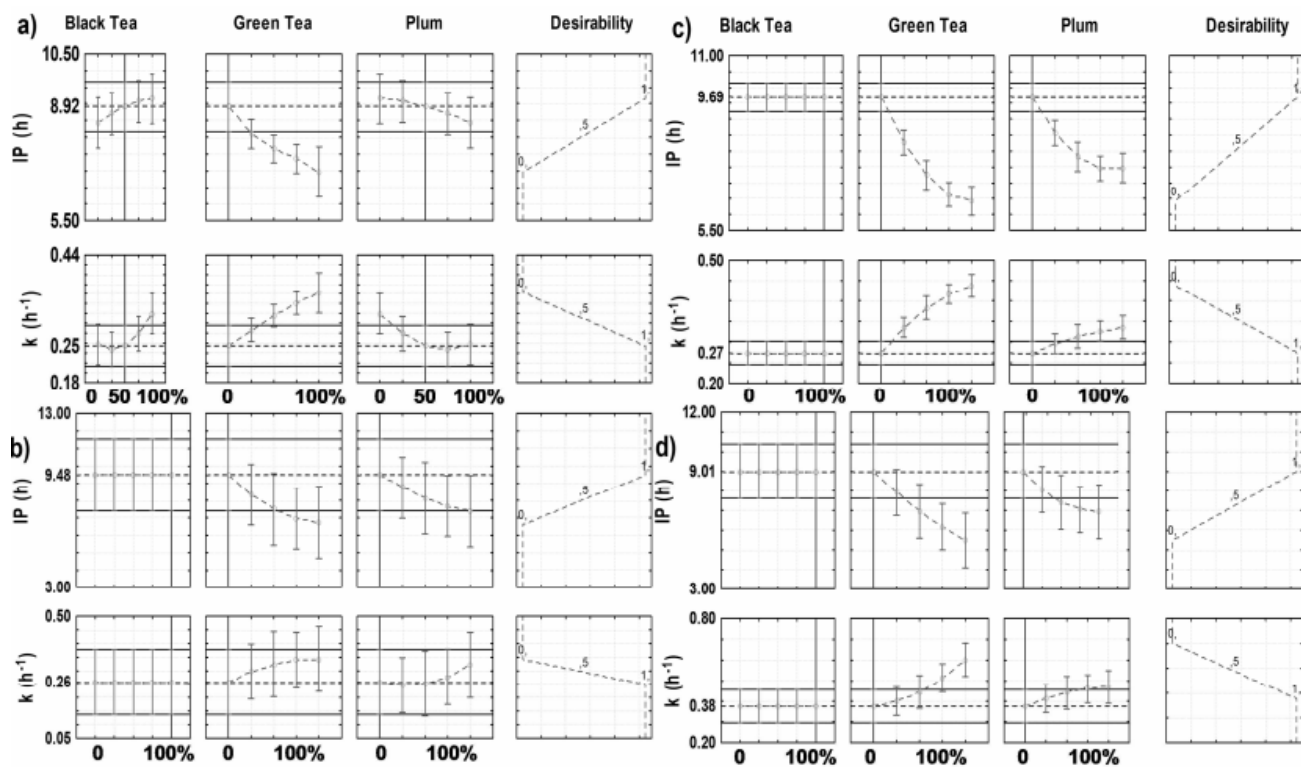 a) Black Tea Green Tea Plum Desirability
10.50
8.92
5.50
IP (h)
0, ,5 1,
0.44
0.25
0.18
k (h-1)
0, ,5 1,
0 50 100% 0 100% 0 50 100%
b)
13.00
9.48
3.00
IP (h)
0, ,5 1,
0.50
0.26
0.05
k (h-1)
0, ,5 1,
0 100% 0 100% 0 100%
c) Black Tea Green Tea Plum Desirability
11.00
9.69
5.50
IP (h)
0, ,5 1,
0.50
0.27
0.20
k (h-1)
0, ,5 1,
0 100% 0 100% 0 100%
d)
12.00
9.01
3.00
IP (h)
0, ,5 1,
0.80
0.38
0.20
k (h-1)
0, ,5 1,
0 100% 0 100% 0 100%